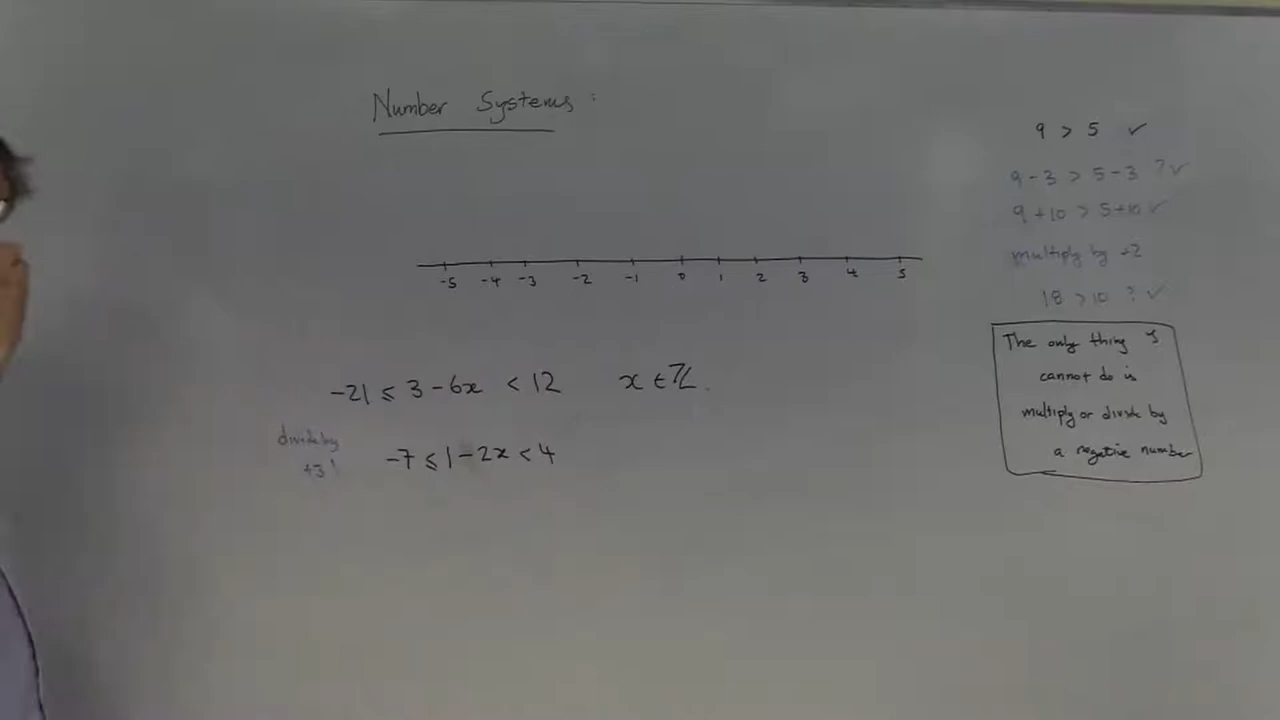 Number Systems :
9 > 5 ✓
9 - 3 > 5 - 3 ? ✓
9 + 10 > 5 + 10 ✓
multiply by +2
18 > 10 ? ✓
-5 -4 -3 -2 -1 0 1 2 3 4 5
The only thing
cannot do is
multiply or divide by
a negative number
-21 ≤ 3 - 6x < 12 x ∈ ℤ.
divide by
+3!
-7 ≤ 1 - 2x < 4